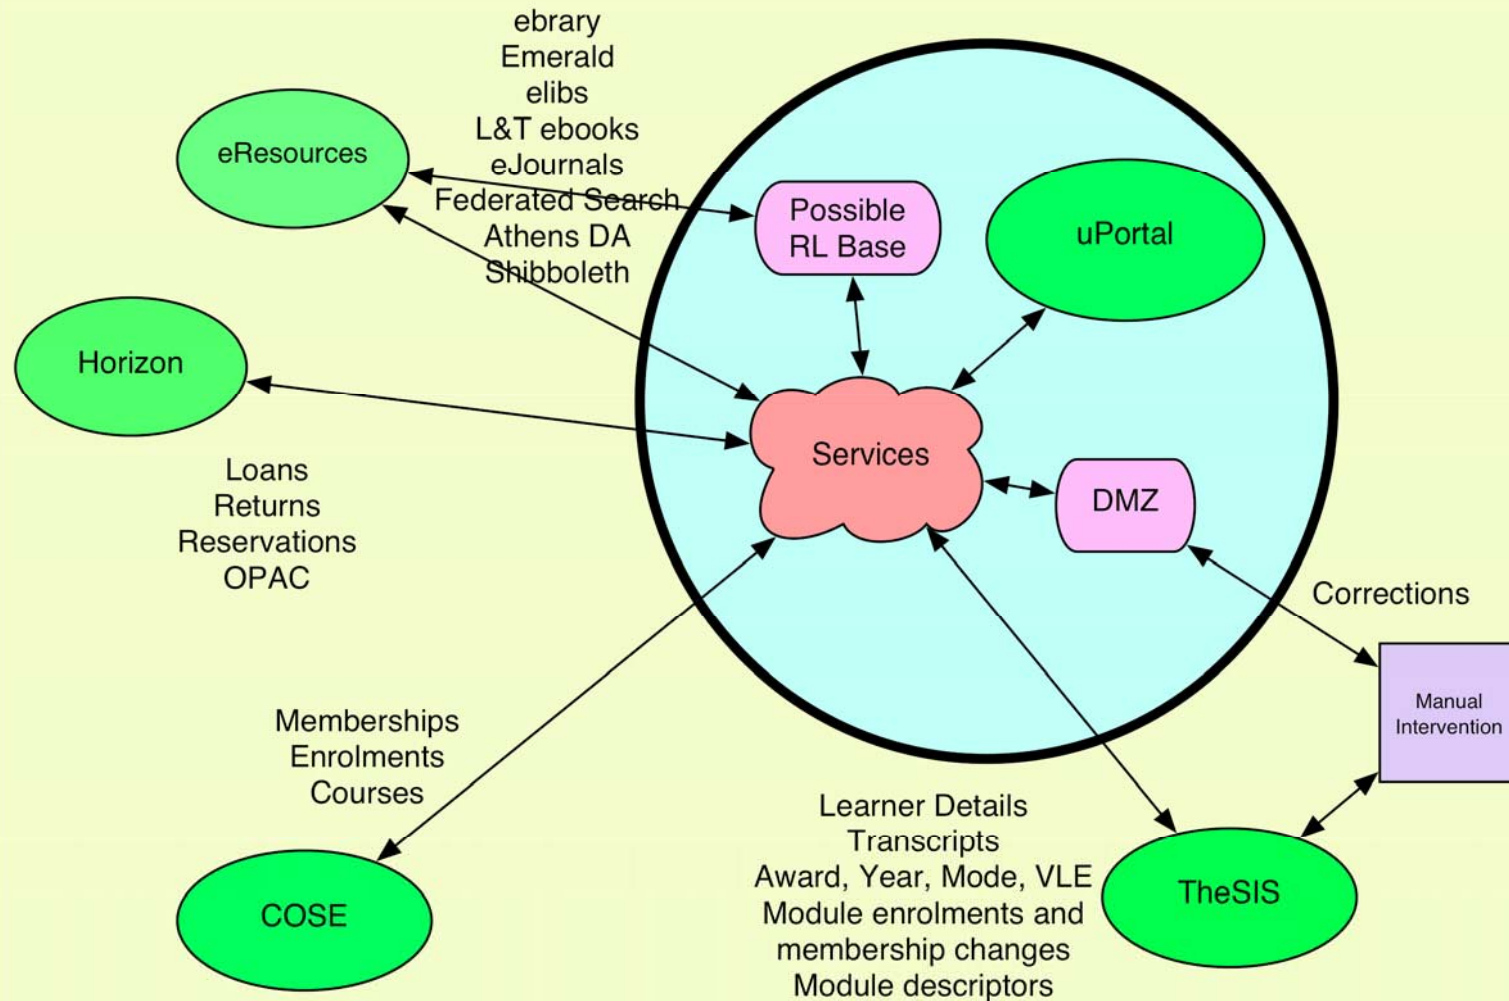 ebrary
Emerald
elibs
L&T ebooks
eJournals
Federated Search
Athens DA
Shibboleth
eResources
Possible
RL Base
uPortal
Horizon
Services
Loans
Returns
Reservations
OPAC
DMZ
Corrections
Manual
Intervention
Memberships
Enrolments
Courses
COSE
Learner Details
Transcripts
Award, Year, Mode, VLE
Module enrolments and
membership changes
Module descriptors
TheSIS